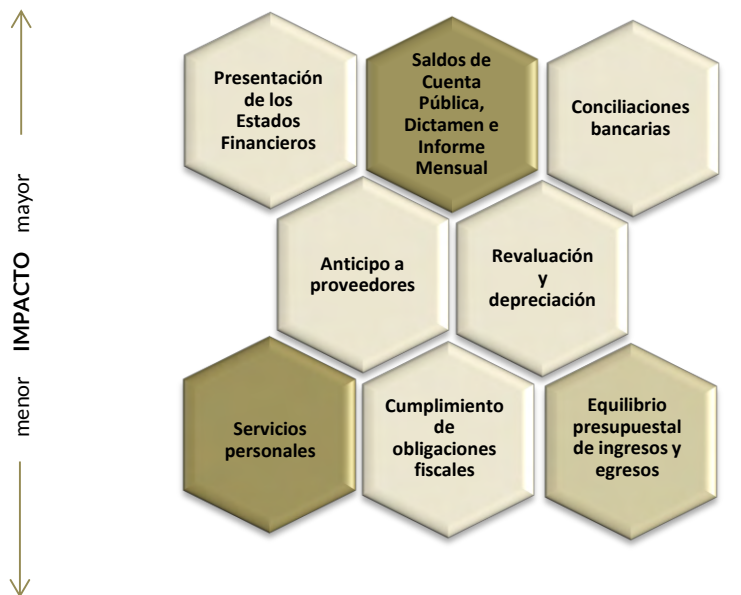 Presentación
de los
Estados
Financieros
Saldos de
Cuenta
Pública,
Dictamen e
Informe
Mensual
Conciliaciones
bancarias
Anticipo a
proveedores
Revaluación
y
depreciación
Servicios
personales
Cumplimiento
de
obligaciones
fiscales
Equilibrio
presupuestal
de ingresos y
egresos
menor IMPACTO mayor